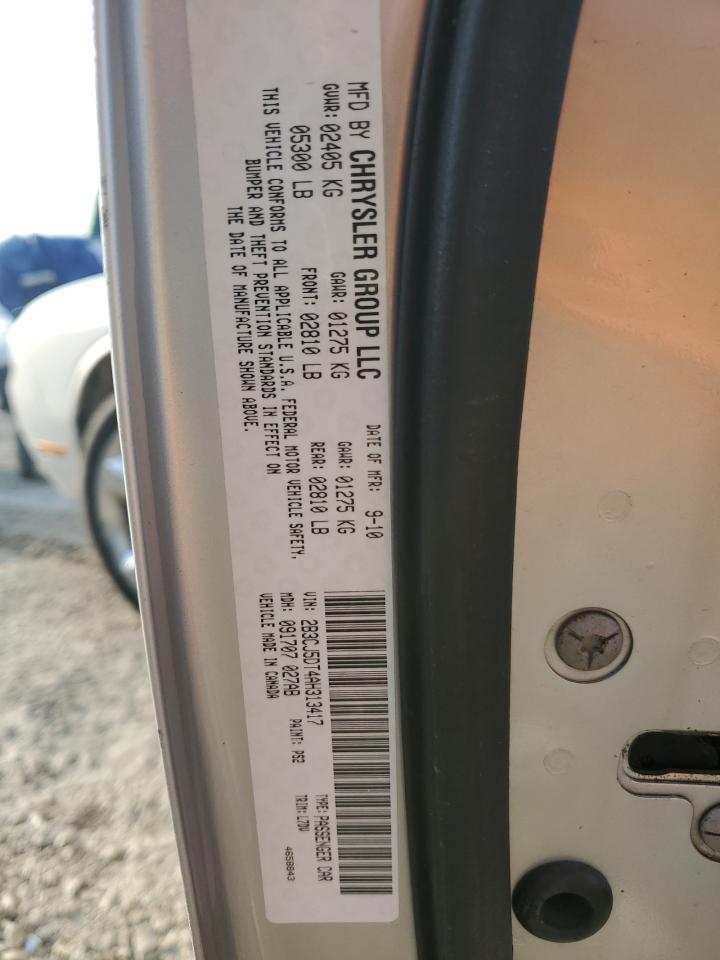 MFD BY CHRYSLER GROUP LLC DATE OF MFR: 9-10
GVWR: 02405 KG GAWR: 01275 KG GAWR: 01275 KG
05300 LB FRONT: 02810 LB REAR: 02810 LB
THIS VEHICLE CONFORMS TO ALL APPLICABLE U.S.A. FEDERAL MOTOR VEHICLE SAFETY,
BUMPER AND THEFT PREVENTION STANDARDS IN EFFECT ON
THE DATE OF MANUFACTURE SHOWN ABOVE.
VIN: 2B3CJ5DT4AH313417 TYPE: PASSENGER CAR
MDH: 091707 027AB PAINT: PS2 TRIM: L7DV
VEHICLE MADE IN CANADA 4658843